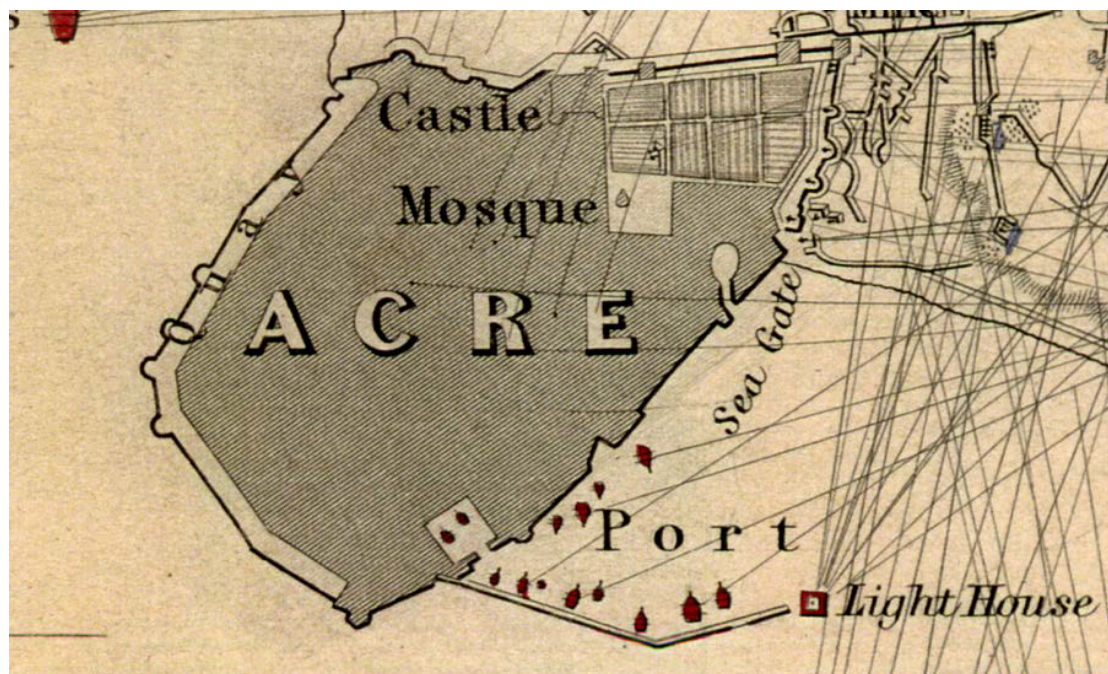 Castle
Mosque
Quay
ACRE
Sea Gate
Port
Light House